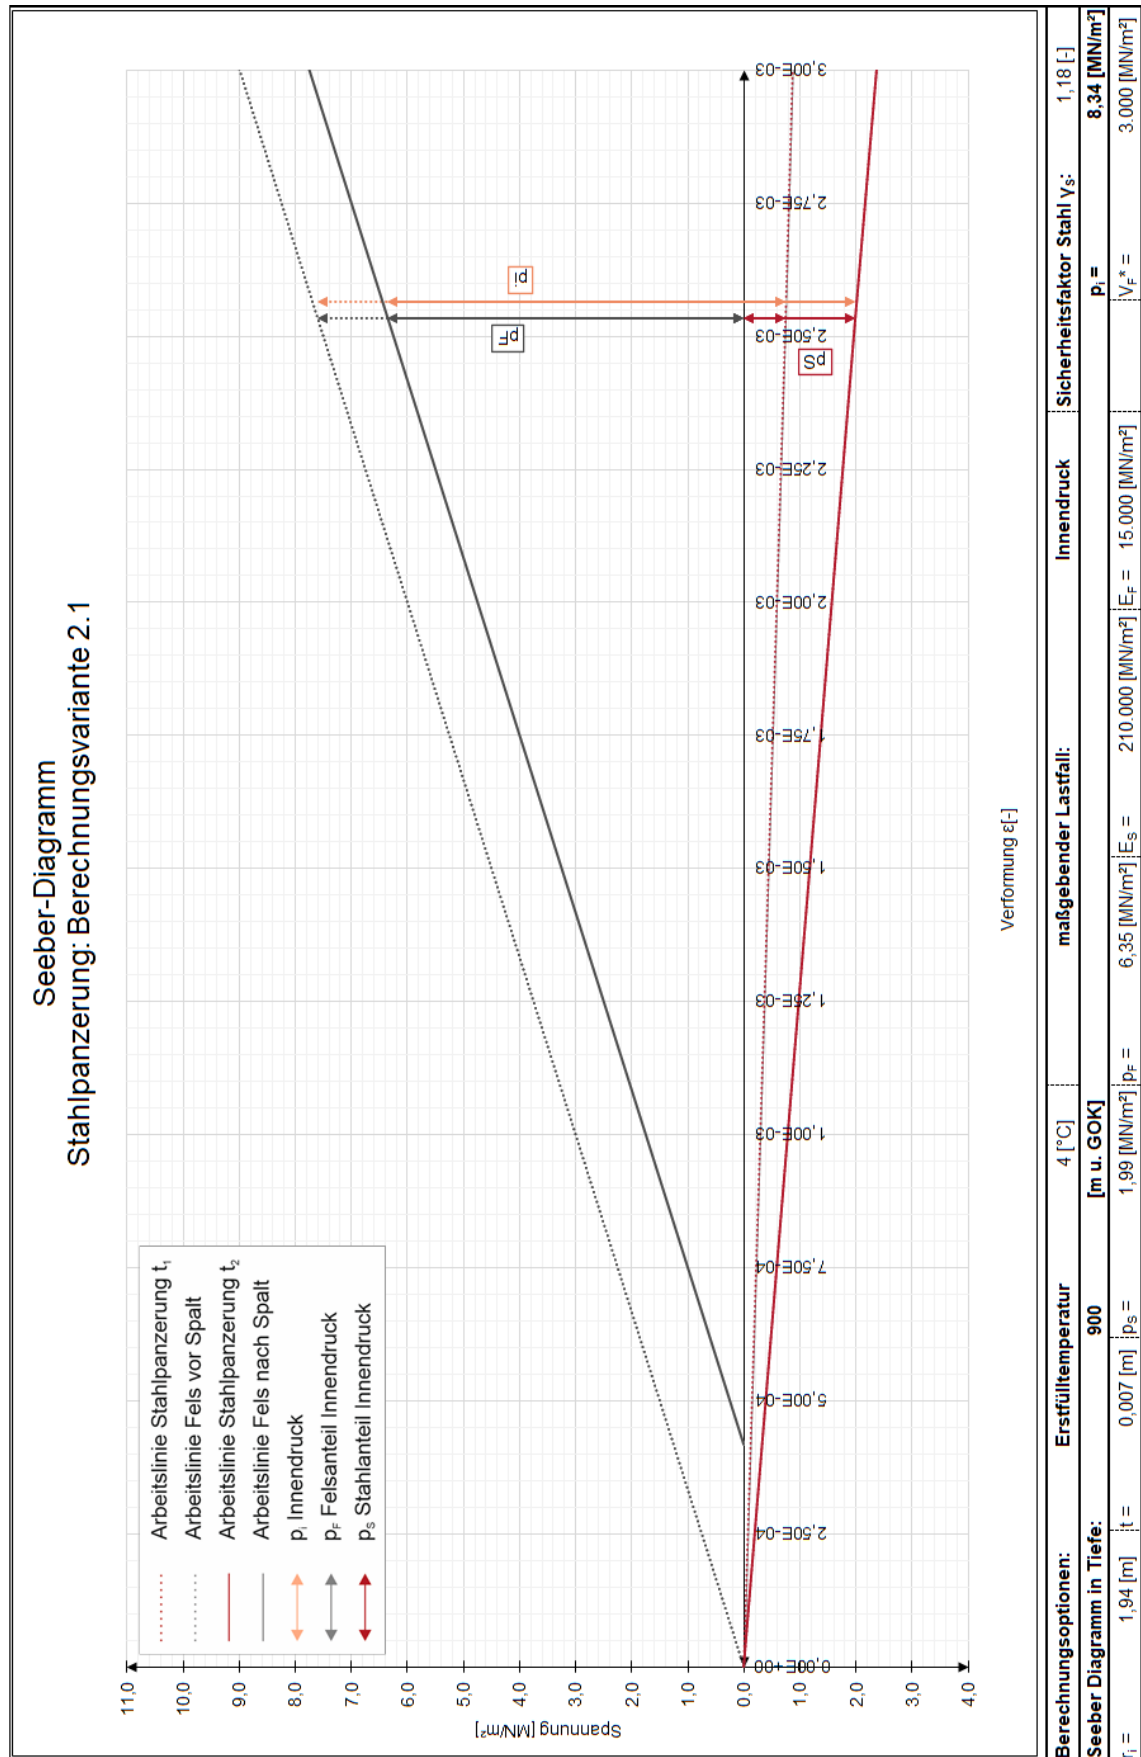 Seeber-Diagramm
Stahlpanzerung: Berechnungsvariante 2.1
Arbeitslinie Stahlpanzerung t₁
Arbeitslinie Fels vor Spalt
Arbeitslinie Stahlpanzerung t₂
Arbeitslinie Fels nach Spalt
pᵢ Innendruck
p_F Felsanteil Innendruck
pₛ Stahlanteil Innendruck
11,0
10,0
9,0
8,0
7,0
6,0
5,0
4,0
3,0
2,0
1,0
0,0
1,0
2,0
3,0
4,0
Spannung [MN/m²]
0,00E+00
2,50E-04
5,00E-04
7,50E-04
1,00E-03
1,25E-03
1,50E-03
1,75E-03
2,00E-03
2,25E-03
2,50E-03
2,75E-03
3,00E-03
pF
pi
pS
Verformung ε[-]
Berechnungsoptionen: Erstfülltemperatur 4 [°C] maßgebender Lastfall: Innendruck Sicherheitsfaktor Stahl γₛ: 1,18 [-]
Seeber Diagramm in Tiefe: 900 [m u. GOK] pᵢ = 8,34 [MN/m²]
rᵢ = 1,94 [m] t = 0,007 [m] pₛ = 1,99 [MN/m²] p_F = 6,35 [MN/m²] Eₛ = 210.000 [MN/m²] E_F = 15.000 [MN/m²] V_F* = 3.000 [MN/m²]